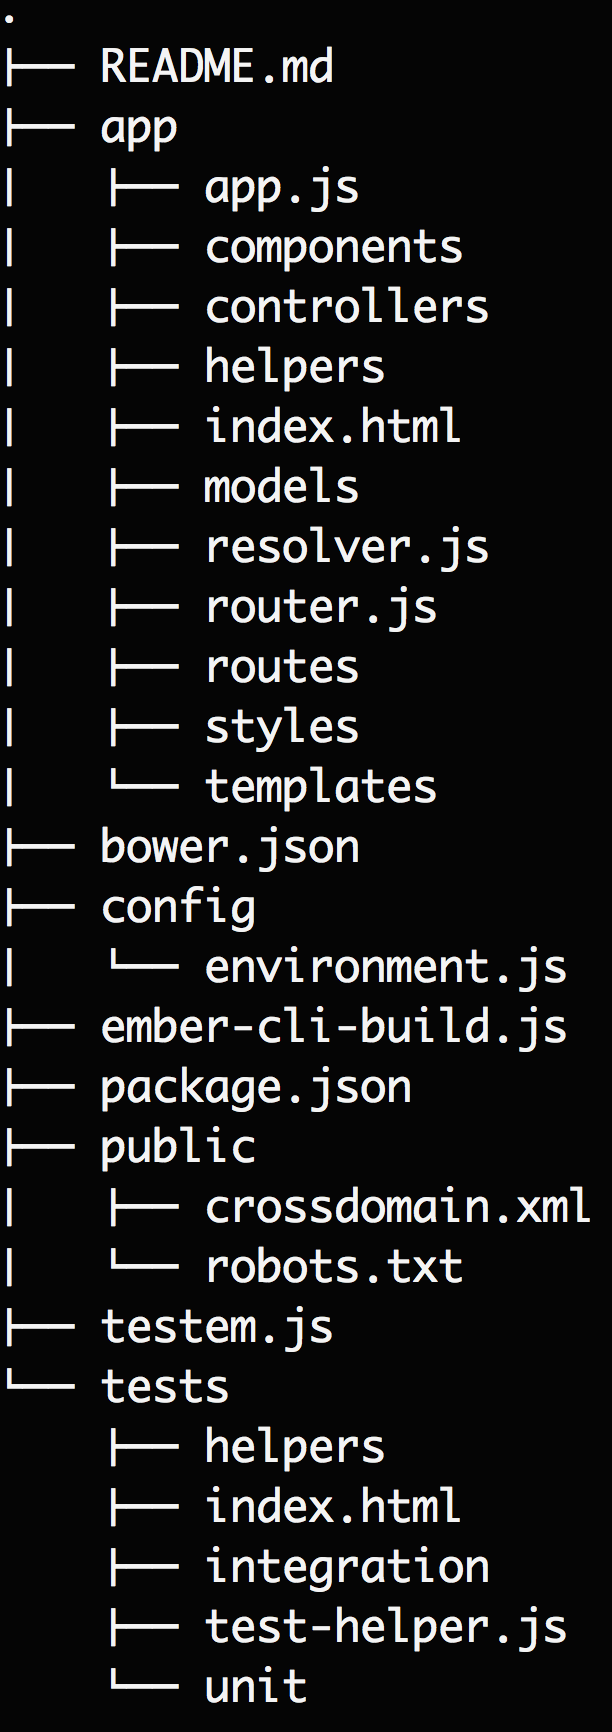 .
├── README.md
├── app
│   ├── app.js
│   ├── components
│   ├── controllers
│   ├── helpers
│   ├── index.html
│   ├── models
│   ├── resolver.js
│   ├── router.js
│   ├── routes
│   ├── styles
│   └── templates
├── bower.json
├── config
│   └── environment.js
├── ember-cli-build.js
├── package.json
├── public
│   ├── crossdomain.xml
│   └── robots.txt
├── testem.js
└── tests
    ├── helpers
    ├── index.html
    ├── integration
    ├── test-helper.js
    └── unit